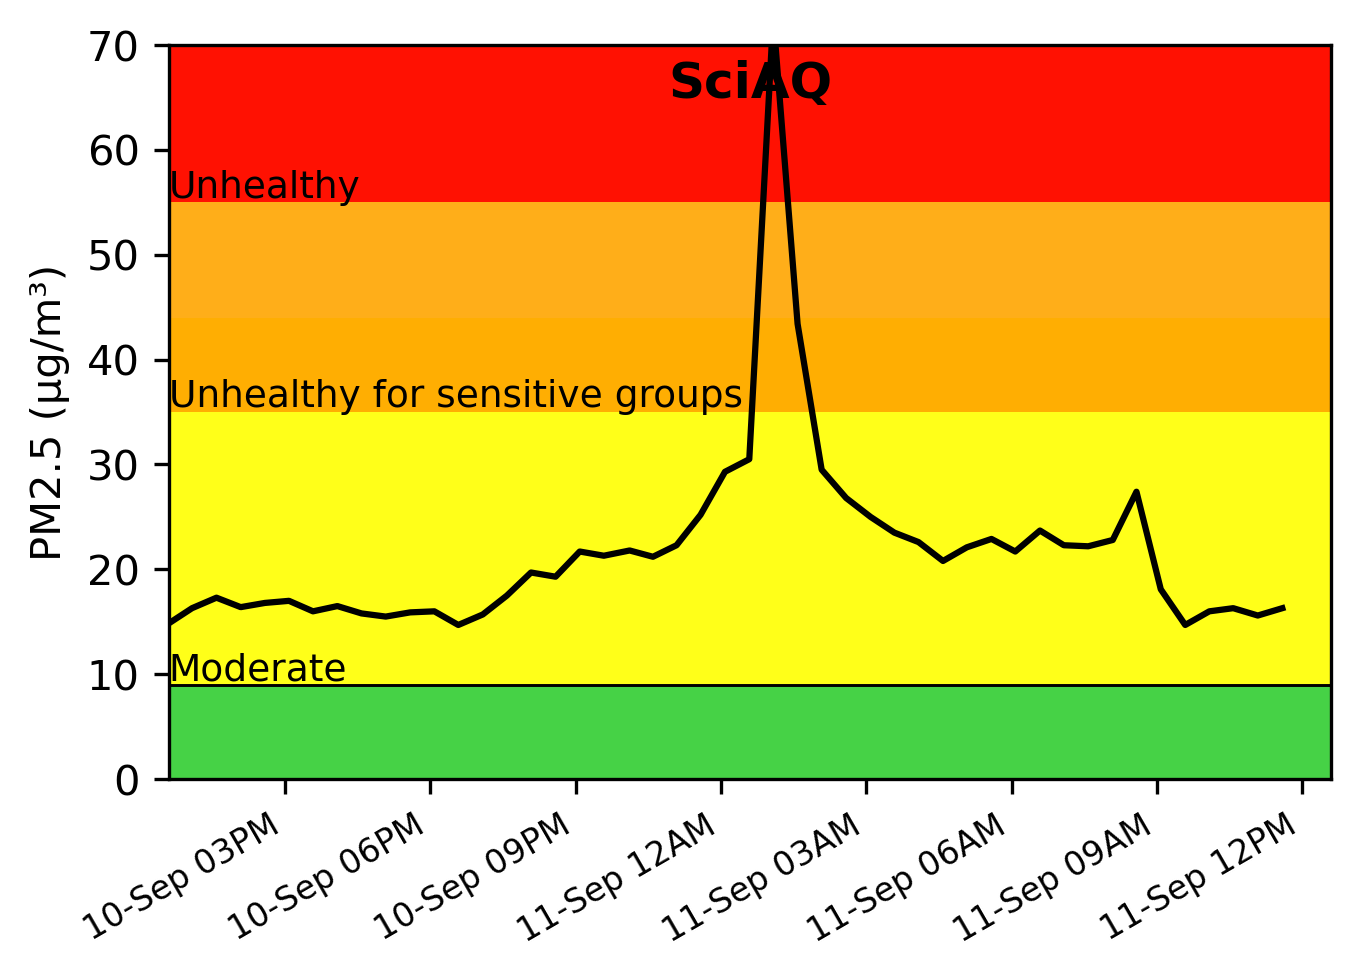 SciAQ
PM2.5 (µg/m³)
70
60
50
40
30
20
10
0
Unhealthy
Unhealthy for sensitive groups
Moderate
10-Sep 03PM
10-Sep 06PM
10-Sep 09PM
11-Sep 12AM
11-Sep 03AM
11-Sep 06AM
11-Sep 09AM
11-Sep 12PM